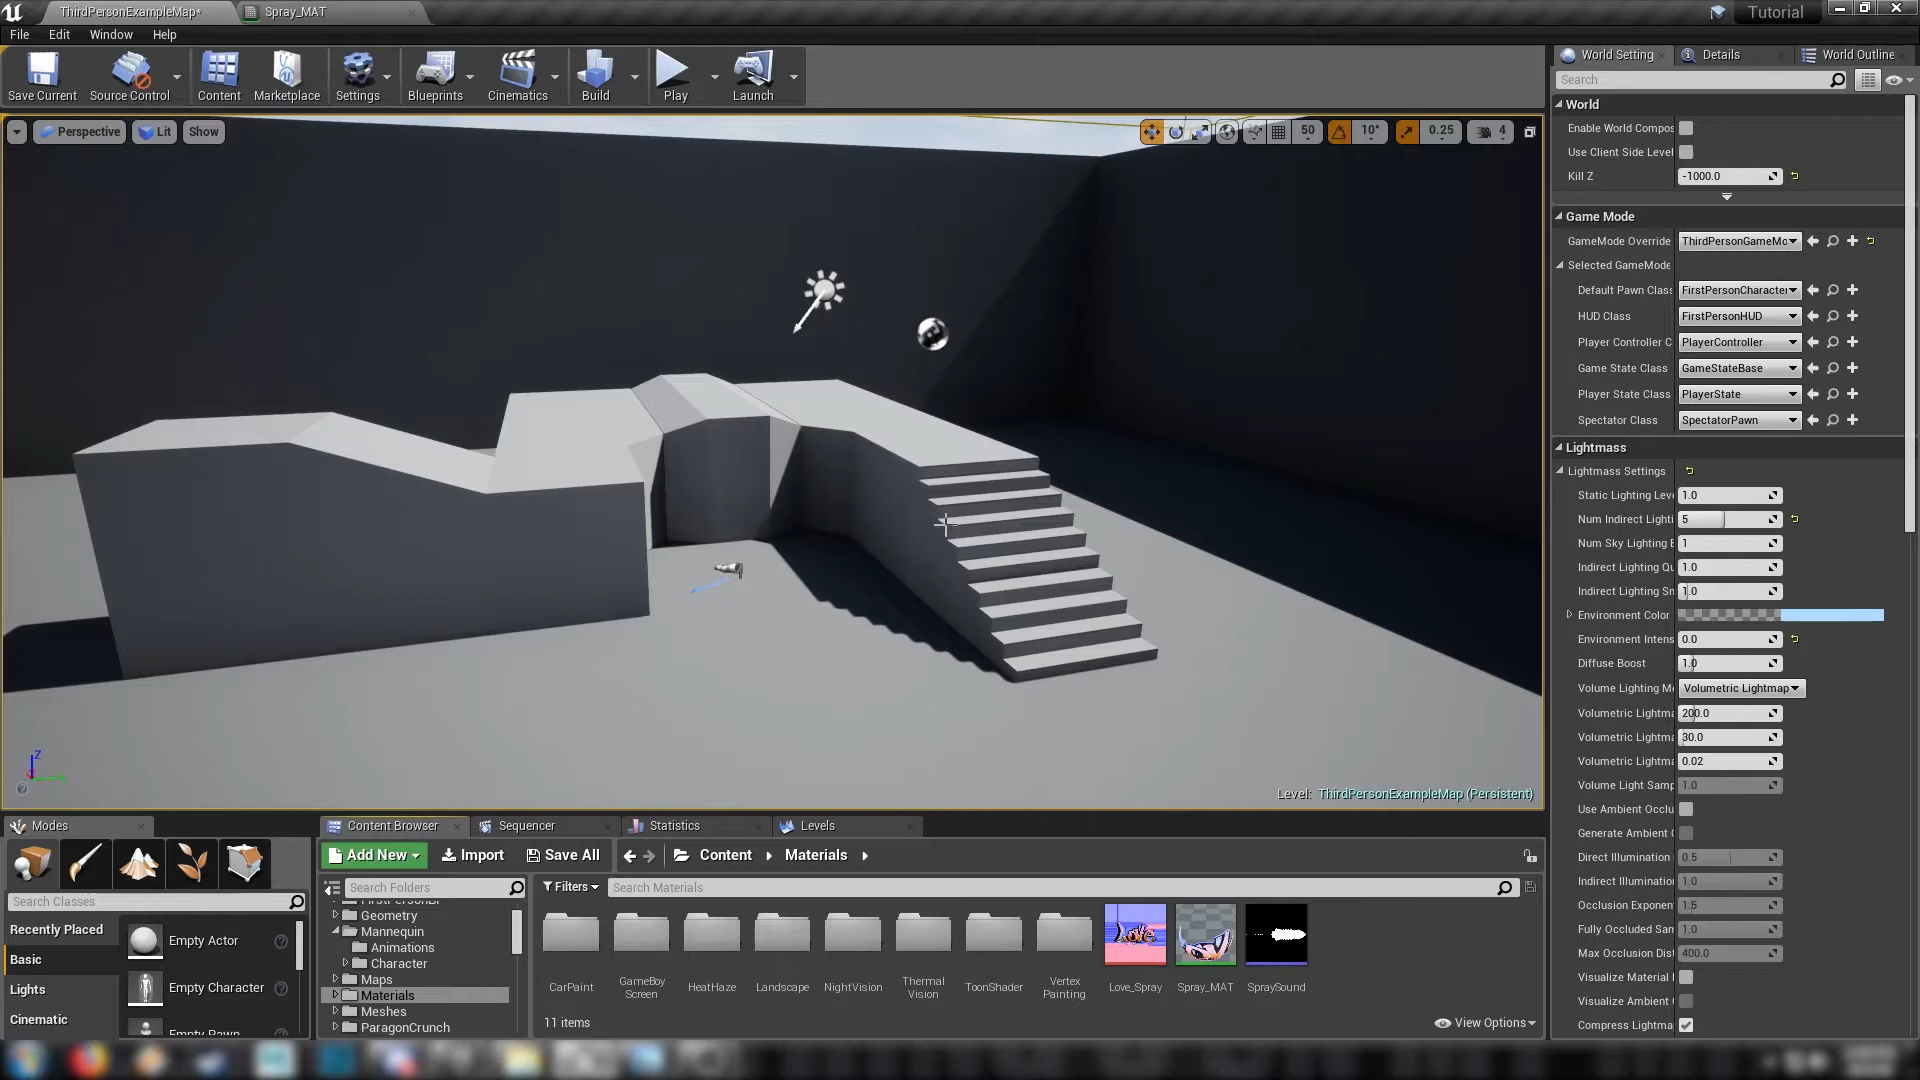 ThirdPersonExampleMap*
Spray_MAT
Tutorial
File
Edit
Window
Help
Save Current
Source Control
Content
Marketplace
Settings
Blueprints
Cinematics
Build
Play
Launch
Perspective
Lit
Show
50
10°
0.25
4
Level: ThirdPersonExampleMap (Persistent)
World Setting
Details
World Outline
Search
World
Enable World Compos
Use Client Side Level
Kill Z
-1000.0
Game Mode
GameMode Override
ThirdPersonGameMo
Selected GameMode
Default Pawn Class
FirstPersonCharacter
HUD Class
FirstPersonHUD
Player Controller C
PlayerController
Game State Class
GameStateBase
Player State Class
PlayerState
Spectator Class
SpectatorPawn
Lightmass
Lightmass Settings
Static Lighting Leve
1.0
Num Indirect Lighti
5
Num Sky Lighting B
1
Indirect Lighting Qu
1.0
Indirect Lighting Sn
1.0
Environment Color
Environment Intens
0.0
Diffuse Boost
1.0
Volume Lighting Me
Volumetric Lightmap
Volumetric Lightma
200.0
Volumetric Lightma
30.0
Volumetric Lightma
0.02
Volume Light Samp
1.0
Use Ambient Occlu
Generate Ambient C
Direct Illumination
0.5
Indirect Illumination
1.0
Occlusion Exponen
1.5
Fully Occluded Sam
1.0
Max Occlusion Dist
400.0
Visualize Material
Visualize Ambient
Compress Lightma
Modes
Search Classes
Recently Placed
Basic
Lights
Cinematic
Empty Actor
Empty Character
Empty Pawn
Content Browser
Sequencer
Statistics
Levels
Add New
Import
Save All
Content
Materials
Search Folders
Filters
Search Materials
FirstPersonBP
Geometry
Mannequin
Animations
Character
Maps
Materials
Meshes
ParagonCrunch
CarPaint
GameBoy
Screen
HeatHaze
Landscape
NightVision
Thermal
Vision
ToonShader
Vertex
Painting
Love_Spray
Spray_MAT
SpraySound
11 items
View Options